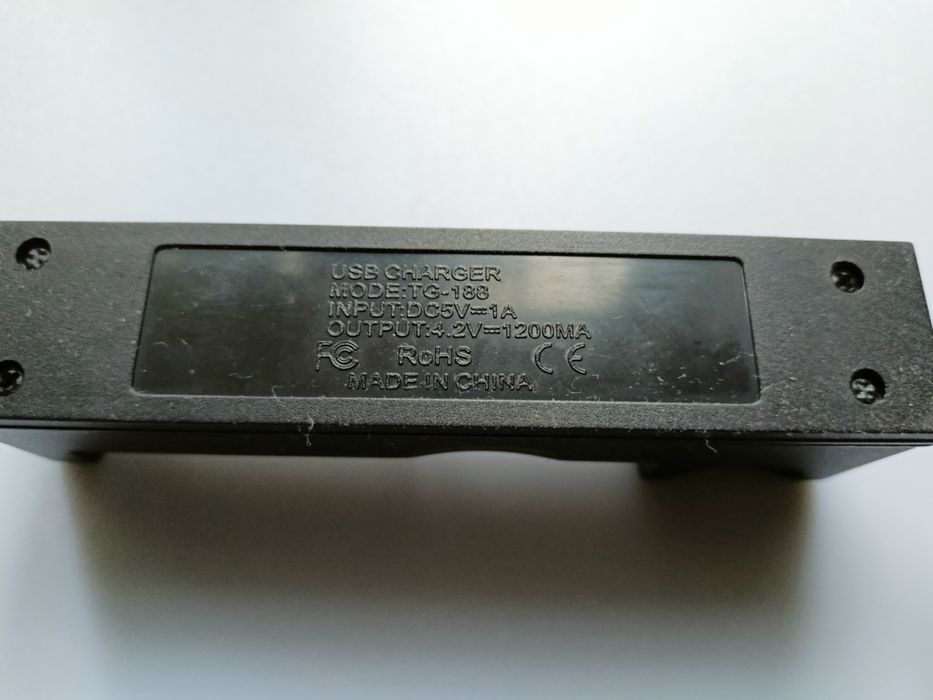 USB CHARGER
MODE:TG-188
INPUT:DC5V⎓1A
OUTPUT:4.2V⎓1200MA
FC RoHS CE
MADE IN CHINA